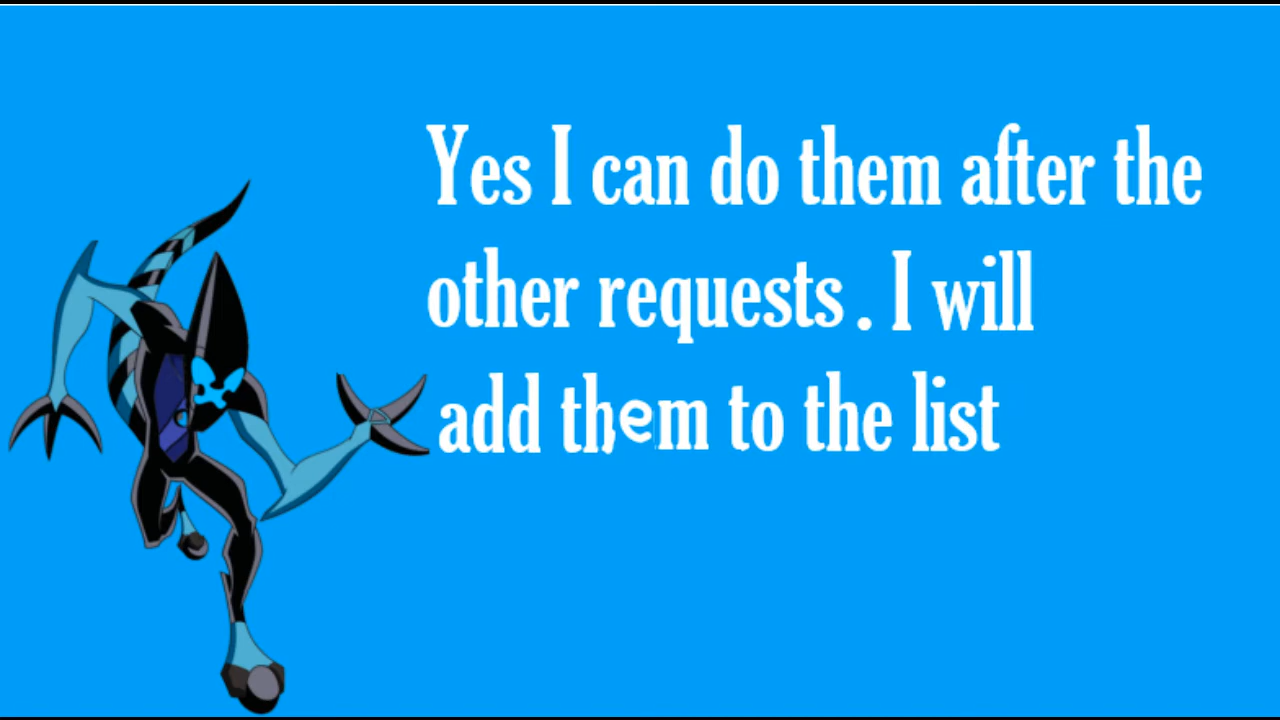 Yes I can do them after the
other requests . I will
add them to the list